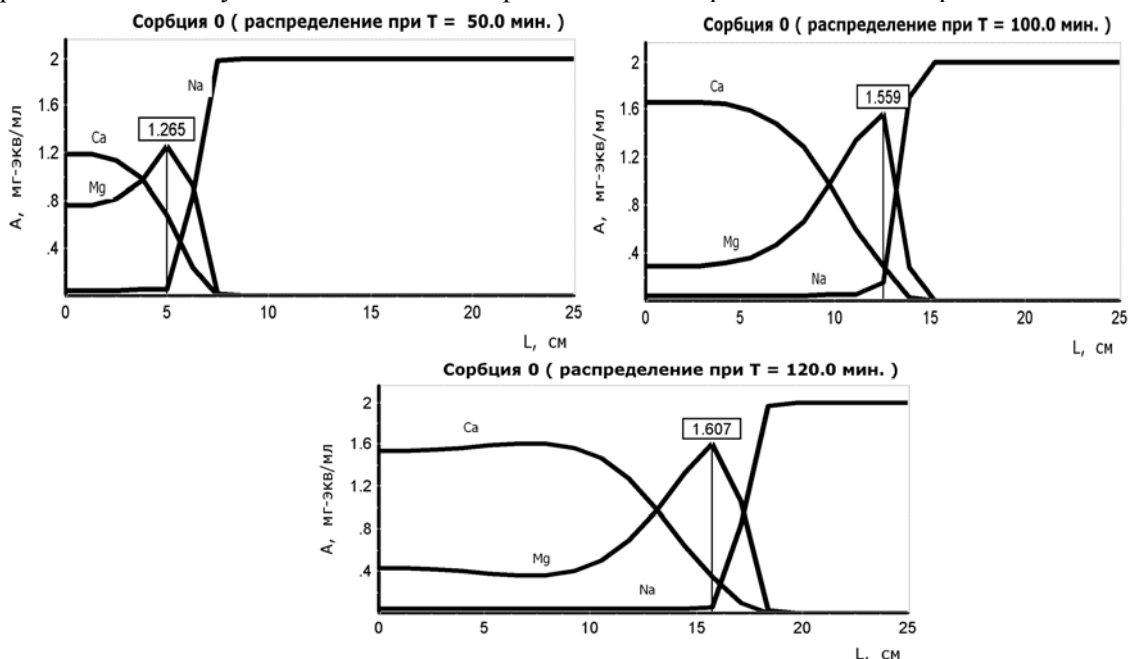 Сорбция 0 ( распределение при T = 50.0 мин. )
A, мг-экв/мл
2
1.6
1.2
.8
.4
Na
1.265
Ca
Mg
0 5 10 15 20 25
L, см
Сорбция 0 ( распределение при T = 100.0 мин. )
A, мг-экв/мл
2
1.6
1.2
.8
.4
Ca
1.559
Mg
Na
0 5 10 15 20 25
L, см
Сорбция 0 ( распределение при T = 120.0 мин. )
A, мг-экв/мл
2
1.6
1.2
.8
.4
Ca
1.607
Mg
Na
0 5 10 15 20 25
L, см